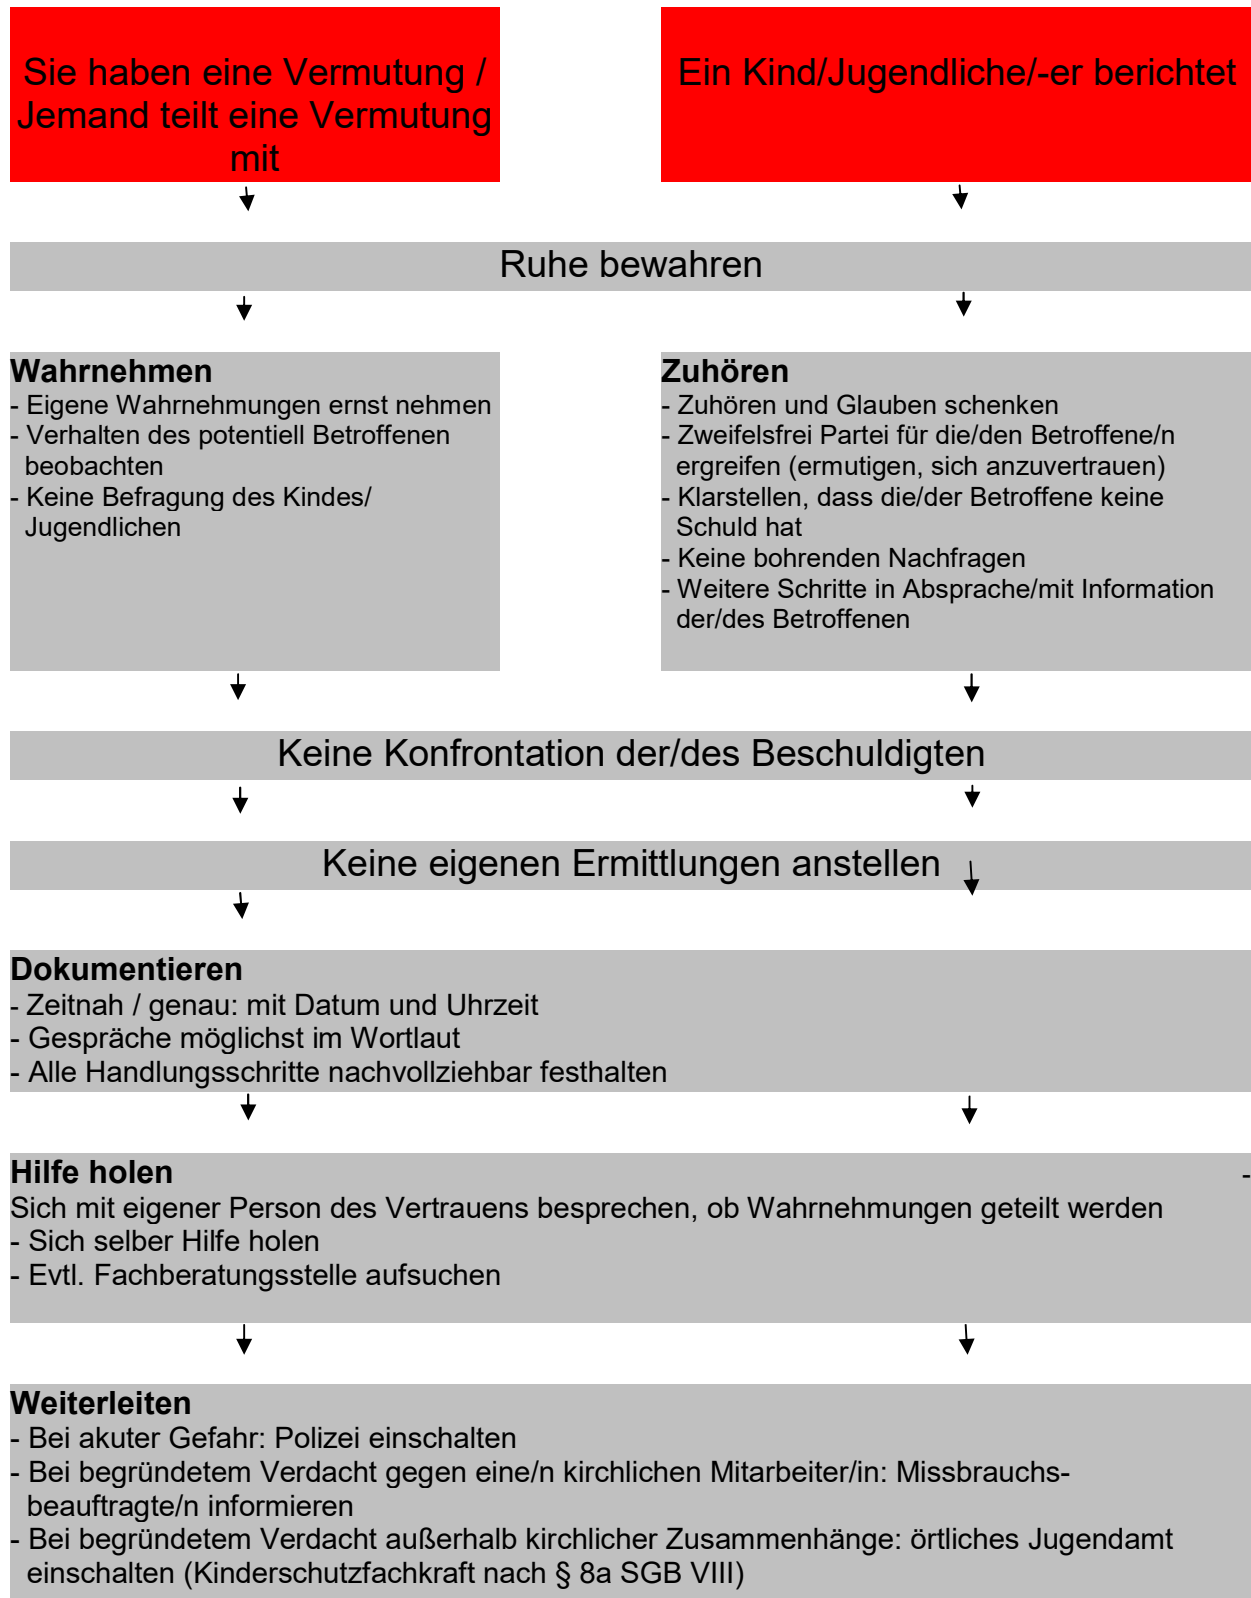 Sie haben eine Vermutung /
Jemand teilt eine Vermutung
mit
Ein Kind/Jugendliche/-er berichtet
Ruhe bewahren
Wahrnehmen
- Eigene Wahrnehmungen ernst nehmen
- Verhalten des potentiell Betroffenen
beobachten
- Keine Befragung des Kindes/
Jugendlichen
Zuhören
- Zuhören und Glauben schenken
- Zweifelsfrei Partei für die/den Betroffene/n
ergreifen (ermutigen, sich anzuvertrauen)
- Klarstellen, dass die/der Betroffene keine
Schuld hat
- Keine bohrenden Nachfragen
- Weitere Schritte in Absprache/mit Information
der/des Betroffenen
Keine Konfrontation der/des Beschuldigten
Keine eigenen Ermittlungen anstellen
Dokumentieren
- Zeitnah / genau: mit Datum und Uhrzeit
- Gespräche möglichst im Wortlaut
- Alle Handlungsschritte nachvollziehbar festhalten
Hilfe holen -
Sich mit eigener Person des Vertrauens besprechen, ob Wahrnehmungen geteilt werden
- Sich selber Hilfe holen
- Evtl. Fachberatungsstelle aufsuchen
Weiterleiten
- Bei akuter Gefahr: Polizei einschalten
- Bei begründetem Verdacht gegen eine/n kirchlichen Mitarbeiter/in: Missbrauchs-
beauftragte/n informieren
- Bei begründetem Verdacht außerhalb kirchlicher Zusammenhänge: örtliches Jugendamt
einschalten (Kinderschutzfachkraft nach § 8a SGB VIII)